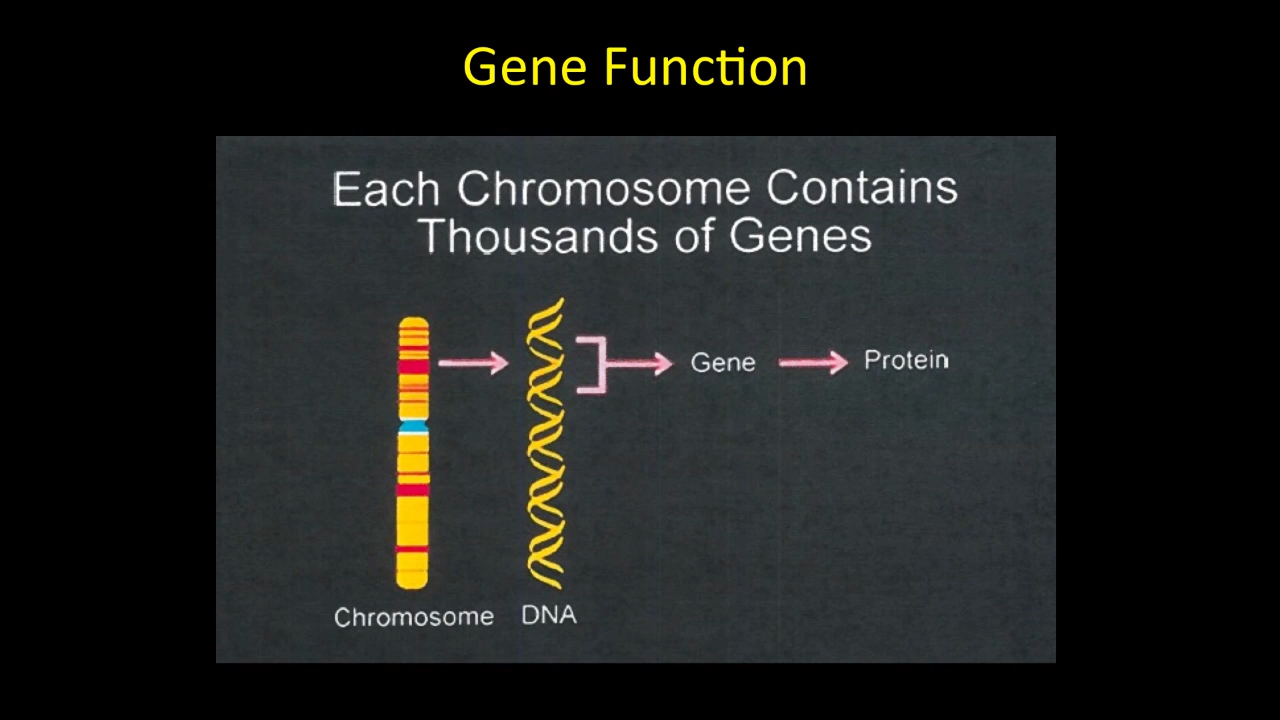 Gene Function
Each Chromosome Contains
Thousands of Genes
Gene
Protein
Chromosome
DNA